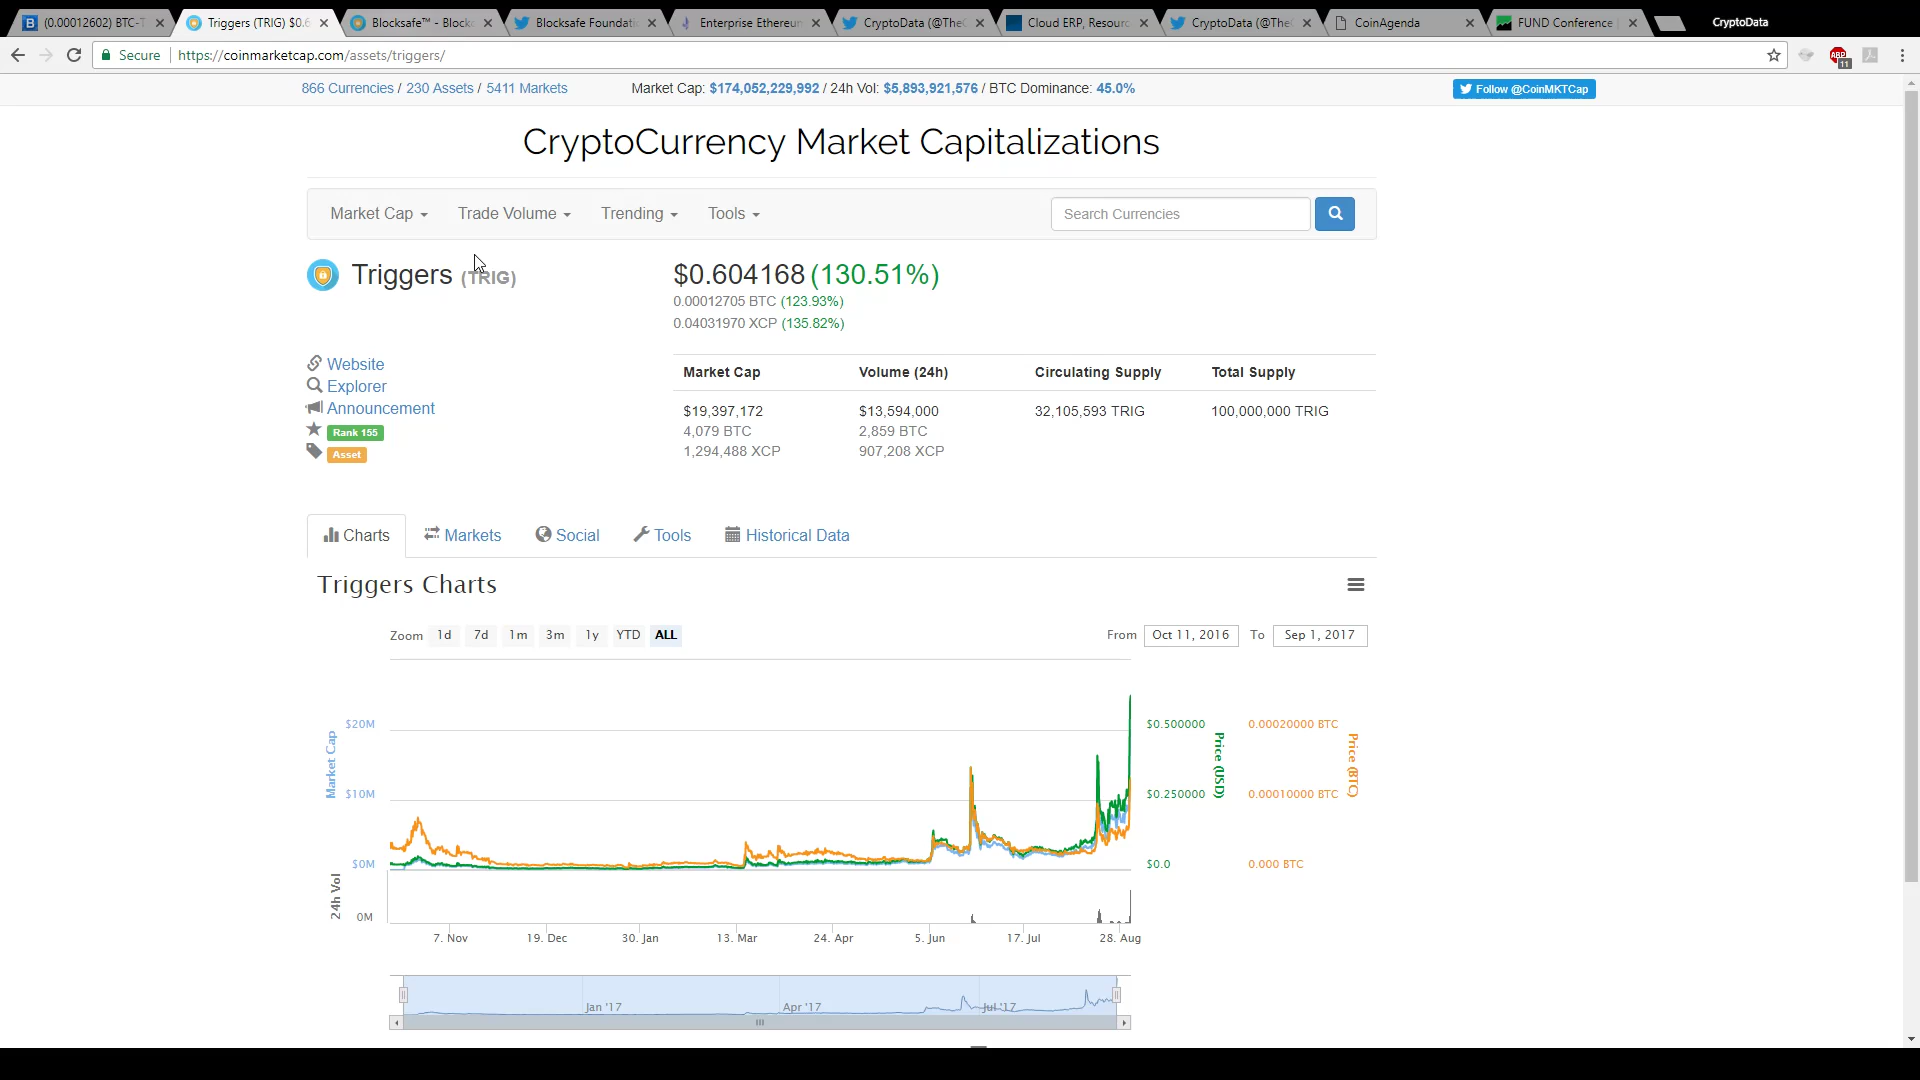 (0.00012602) BTC-T
Triggers (TRIG) $0.6
Blocksafe™ - Block
Blocksafe Foundati
Enterprise Ethereum
CryptoData (@The
Cloud ERP, Resourc
CryptoData (@The
CoinAgenda
FUND Conference
CryptoData
Secure
https://coinmarketcap.com/assets/triggers/
ABP
11
866 Currencies / 230 Assets / 5411 Markets
Market Cap: $174,052,229,992 / 24h Vol: $5,893,921,576 / BTC Dominance: 45.0%
Follow @CoinMKTCap
CryptoCurrency Market Capitalizations
Market Cap
Trade Volume
Trending
Tools
Search Currencies
Triggers (TRIG)
$0.604168 (130.51%)
0.00012705 BTC (123.93%)
0.04031970 XCP (135.82%)
Website
Explorer
Announcement
Rank 155
Asset
Market Cap
Volume (24h)
Circulating Supply
Total Supply
$19,397,172
$13,594,000
32,105,593 TRIG
100,000,000 TRIG
4,079 BTC
2,859 BTC
1,294,488 XCP
907,208 XCP
Charts
Markets
Social
Tools
Historical Data
Triggers Charts
Zoom 1d 7d 1m 3m 1y YTD ALL
From Oct 11, 2016 To Sep 1, 2017
$20M
$10M
$0M
Market Cap
24h Vol
0M
$0.500000
$0.250000
$0.0
Price (USD)
0.00020000 BTC
0.00010000 BTC
0.000 BTC
Price (BTC)
7. Nov
19. Dec
30. Jan
13. Mar
24. Apr
5. Jun
17. Jul
28. Aug
Jan '17
Apr '17
Jul '17